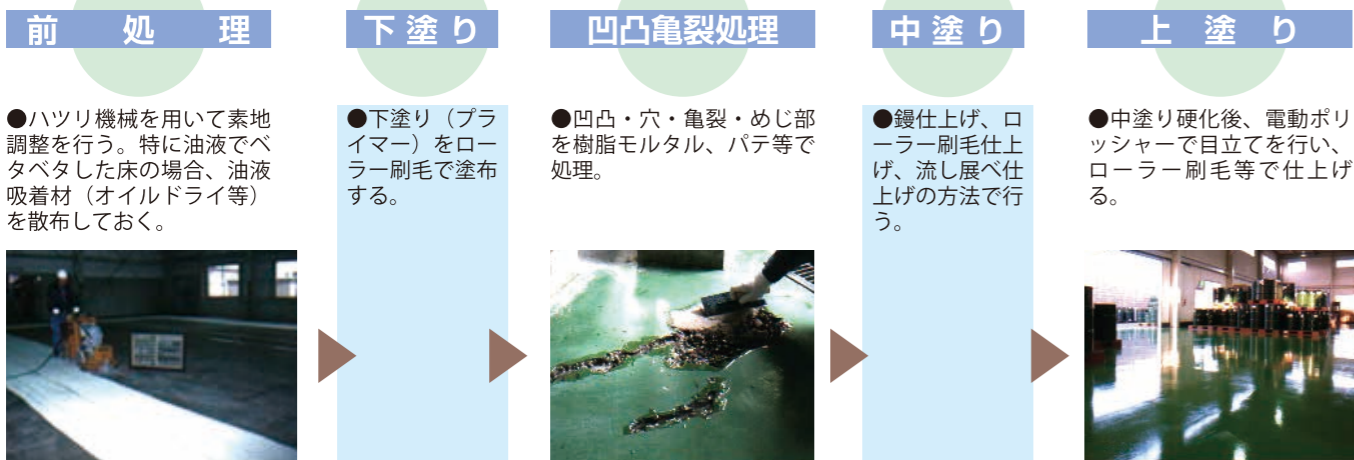 前処理
●ハツリ機械を用いて素地
調整を行う。特に油液でベ
タベタした床の場合、油液
吸着材（オイルドライ等）
を散布しておく。
下塗り
●下塗り（プラ
イマー）をロー
ラー刷毛で塗布
する。
凹凸亀裂処理
●凹凸・穴・亀裂・めじ部
を樹脂モルタル、パテ等で
処理。
中塗り
●鏝仕上げ、ロ
ーラー刷毛仕上
げ、流し展べ仕
上げの方法で行
う。
上塗り
●中塗り硬化後、電動ポリ
ッシャーで目立てを行い、
ローラー刷毛等で仕上げ
る。